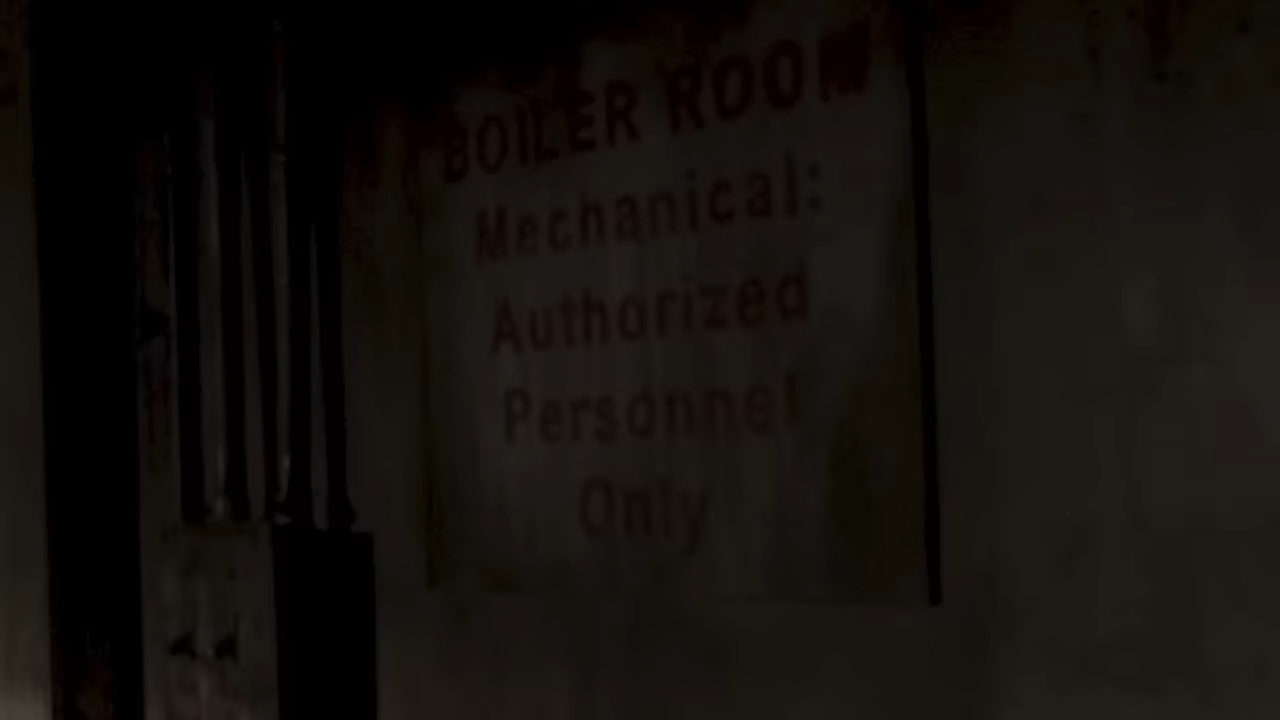 BOILER ROOM
Mechanical:
Authorized
Personnel
Only